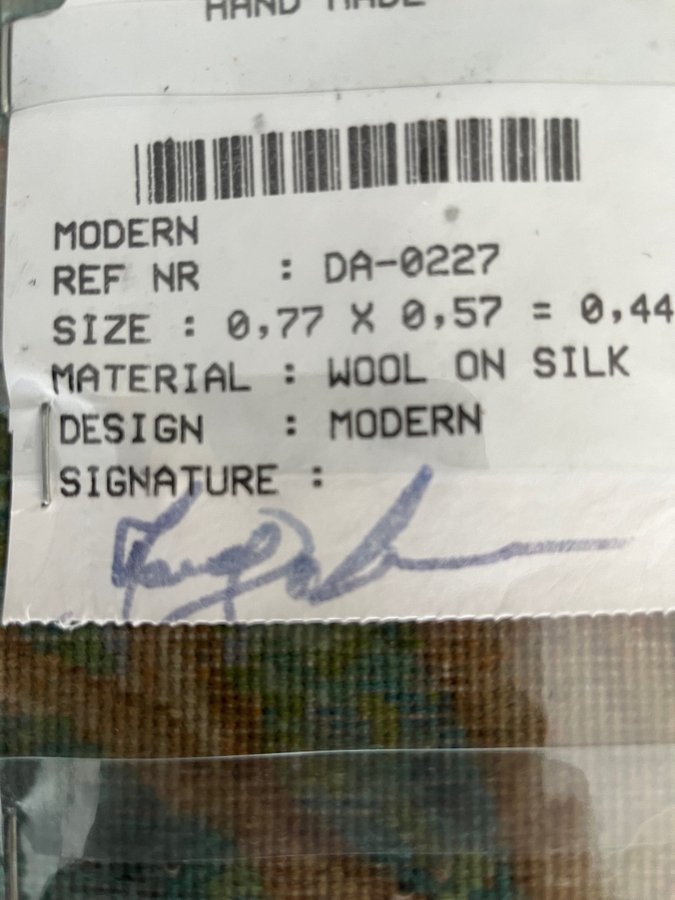 HAND MADE
MODERN
REF NR : DA-0227
SIZE : 0,77 X 0,57 = 0,44
MATERIAL : WOOL ON SILK
DESIGN : MODERN
SIGNATURE :